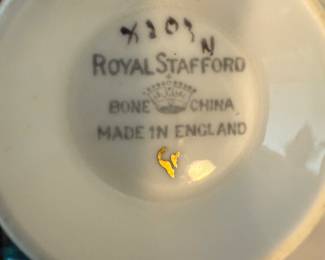 ROYAL STAFFORD
BONE CHINA
MADE IN ENGLAND